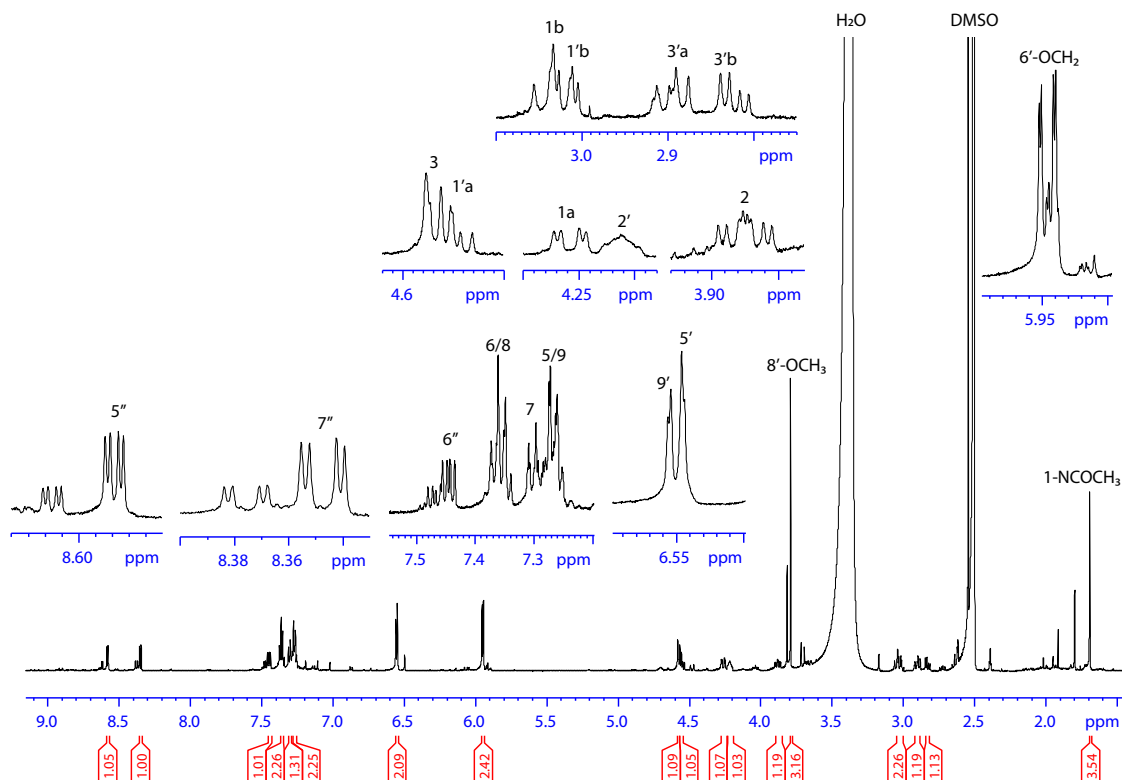 H₂O
DMSO
6′-OCH₂
1b
1′b
3′a
3′b
3.0
2.9
ppm
5.95
ppm
3
1′a
1a
2′
2
4.6
ppm
4.25
ppm
3.90
ppm
5″
7″
6″
6/8
7
5/9
9′
5′
8′-OCH₃
1-NCOCH₃
8.60
ppm
8.38
8.36
ppm
7.5
7.4
7.3
ppm
6.55
ppm
9.0 8.5 8.0 7.5 7.0 6.5 6.0 5.5 5.0 4.5 4.0 3.5 3.0 2.5 2.0 ppm
1.05 1.00 1.01 2.26 1.31 2.25 2.09 2.42 1.09 1.05 1.07 1.03 1.19 3.16 2.26 1.19 1.13 3.54